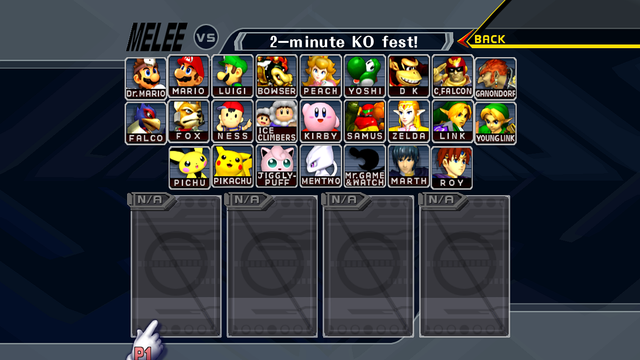 MELEE VS 2-minute KO fest! BACK
Dr.MARIO MARIO LUIGI BOWSER PEACH YOSHI D K C.FALCON GANONDORF
FALCO FOX NESS ICE CLIMBERS KIRBY SAMUS ZELDA LINK YOUNG LINK
PICHU PIKACHU JIGGLY-PUFF MEWTWO Mr.GAME &WATCH MARTH ROY
N/A N/A N/A N/A
P1